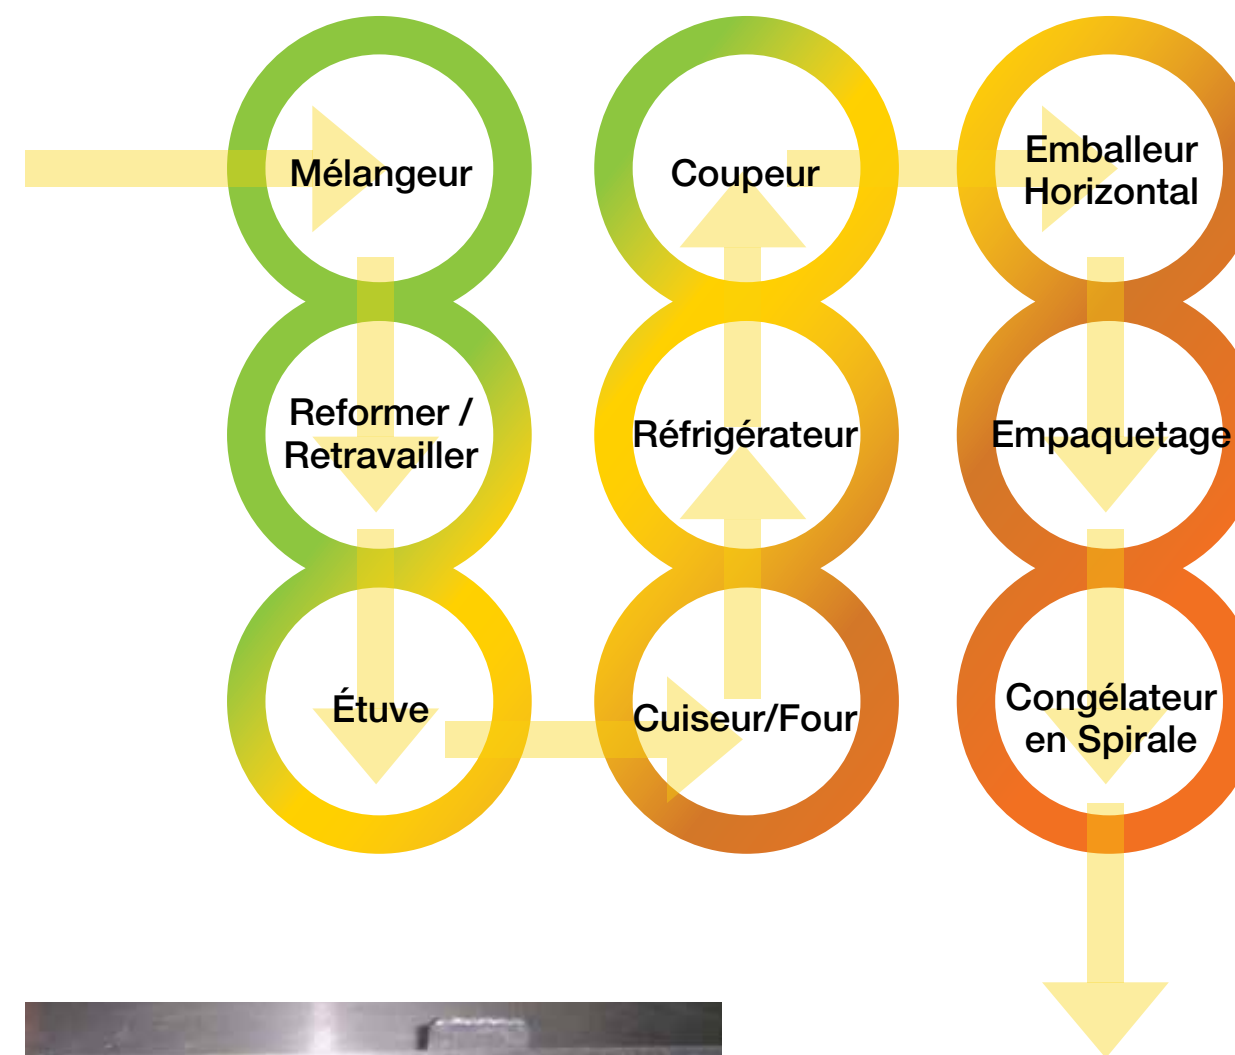 Mélangeur
Reformer /
Retravailler
Étuve
Cuiseur/Four
Réfrigérateur
Coupeur
Emballeur
Horizontal
Empaquetage
Congélateur
en Spirale